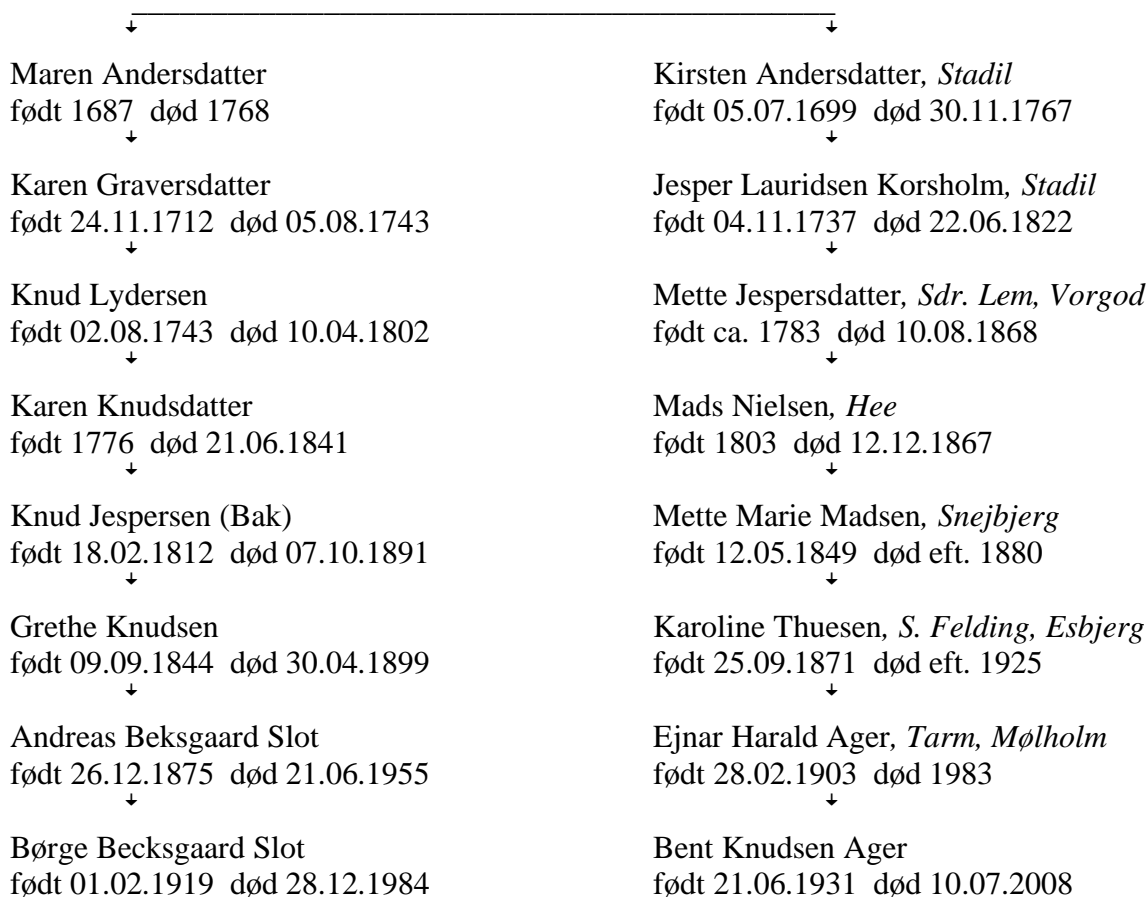 Maren Andersdatter
født 1687 død 1768
Karen Graversdatter
født 24.11.1712 død 05.08.1743
Knud Lydersen
født 02.08.1743 død 10.04.1802
Karen Knudsdatter
født 1776 død 21.06.1841
Knud Jespersen (Bak)
født 18.02.1812 død 07.10.1891
Grethe Knudsen
født 09.09.1844 død 30.04.1899
Andreas Beksgaard Slot
født 26.12.1875 død 21.06.1955
Børge Becksgaard Slot
født 01.02.1919 død 28.12.1984
Kirsten Andersdatter, Stadil
født 05.07.1699 død 30.11.1767
Jesper Lauridsen Korsholm, Stadil
født 04.11.1737 død 22.06.1822
Mette Jespersdatter, Sdr. Lem, Vorgod
født ca. 1783 død 10.08.1868
Mads Nielsen, Hee
født 1803 død 12.12.1867
Mette Marie Madsen, Snejbjerg
født 12.05.1849 død eft. 1880
Karoline Thuesen, S. Felding, Esbjerg
født 25.09.1871 død eft. 1925
Ejnar Harald Ager, Tarm, Mølholm
født 28.02.1903 død 1983
Bent Knudsen Ager
født 21.06.1931 død 10.07.2008